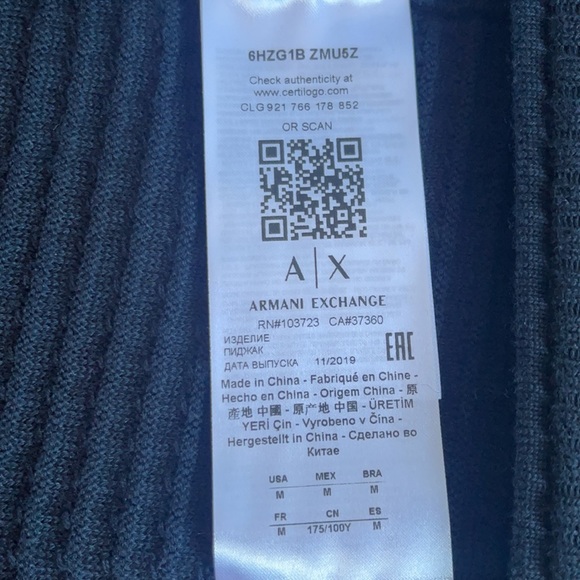 6HZG1B ZMU5Z
Check authenticity at
www.certilogo.com
CLG 921 766 178 852
OR SCAN
A|X
ARMANI EXCHANGE
RN#103723 CA#37360
ИЗДЕЛИЕ
ПИДЖАК
ДАТА ВЫПУСКА 11/2019
EAC
Made in China - Fabriqué en Chine -
Hecho en China - Origem China - 原
產地 中國 - 原产地 中国 - ÜRETİM
YERİ Çin - Vyrobeno v Čína -
Hergestellt in China - Сделано во
Китае
USA MEX BRA
M M M
FR CN ES
M 175/100Y M